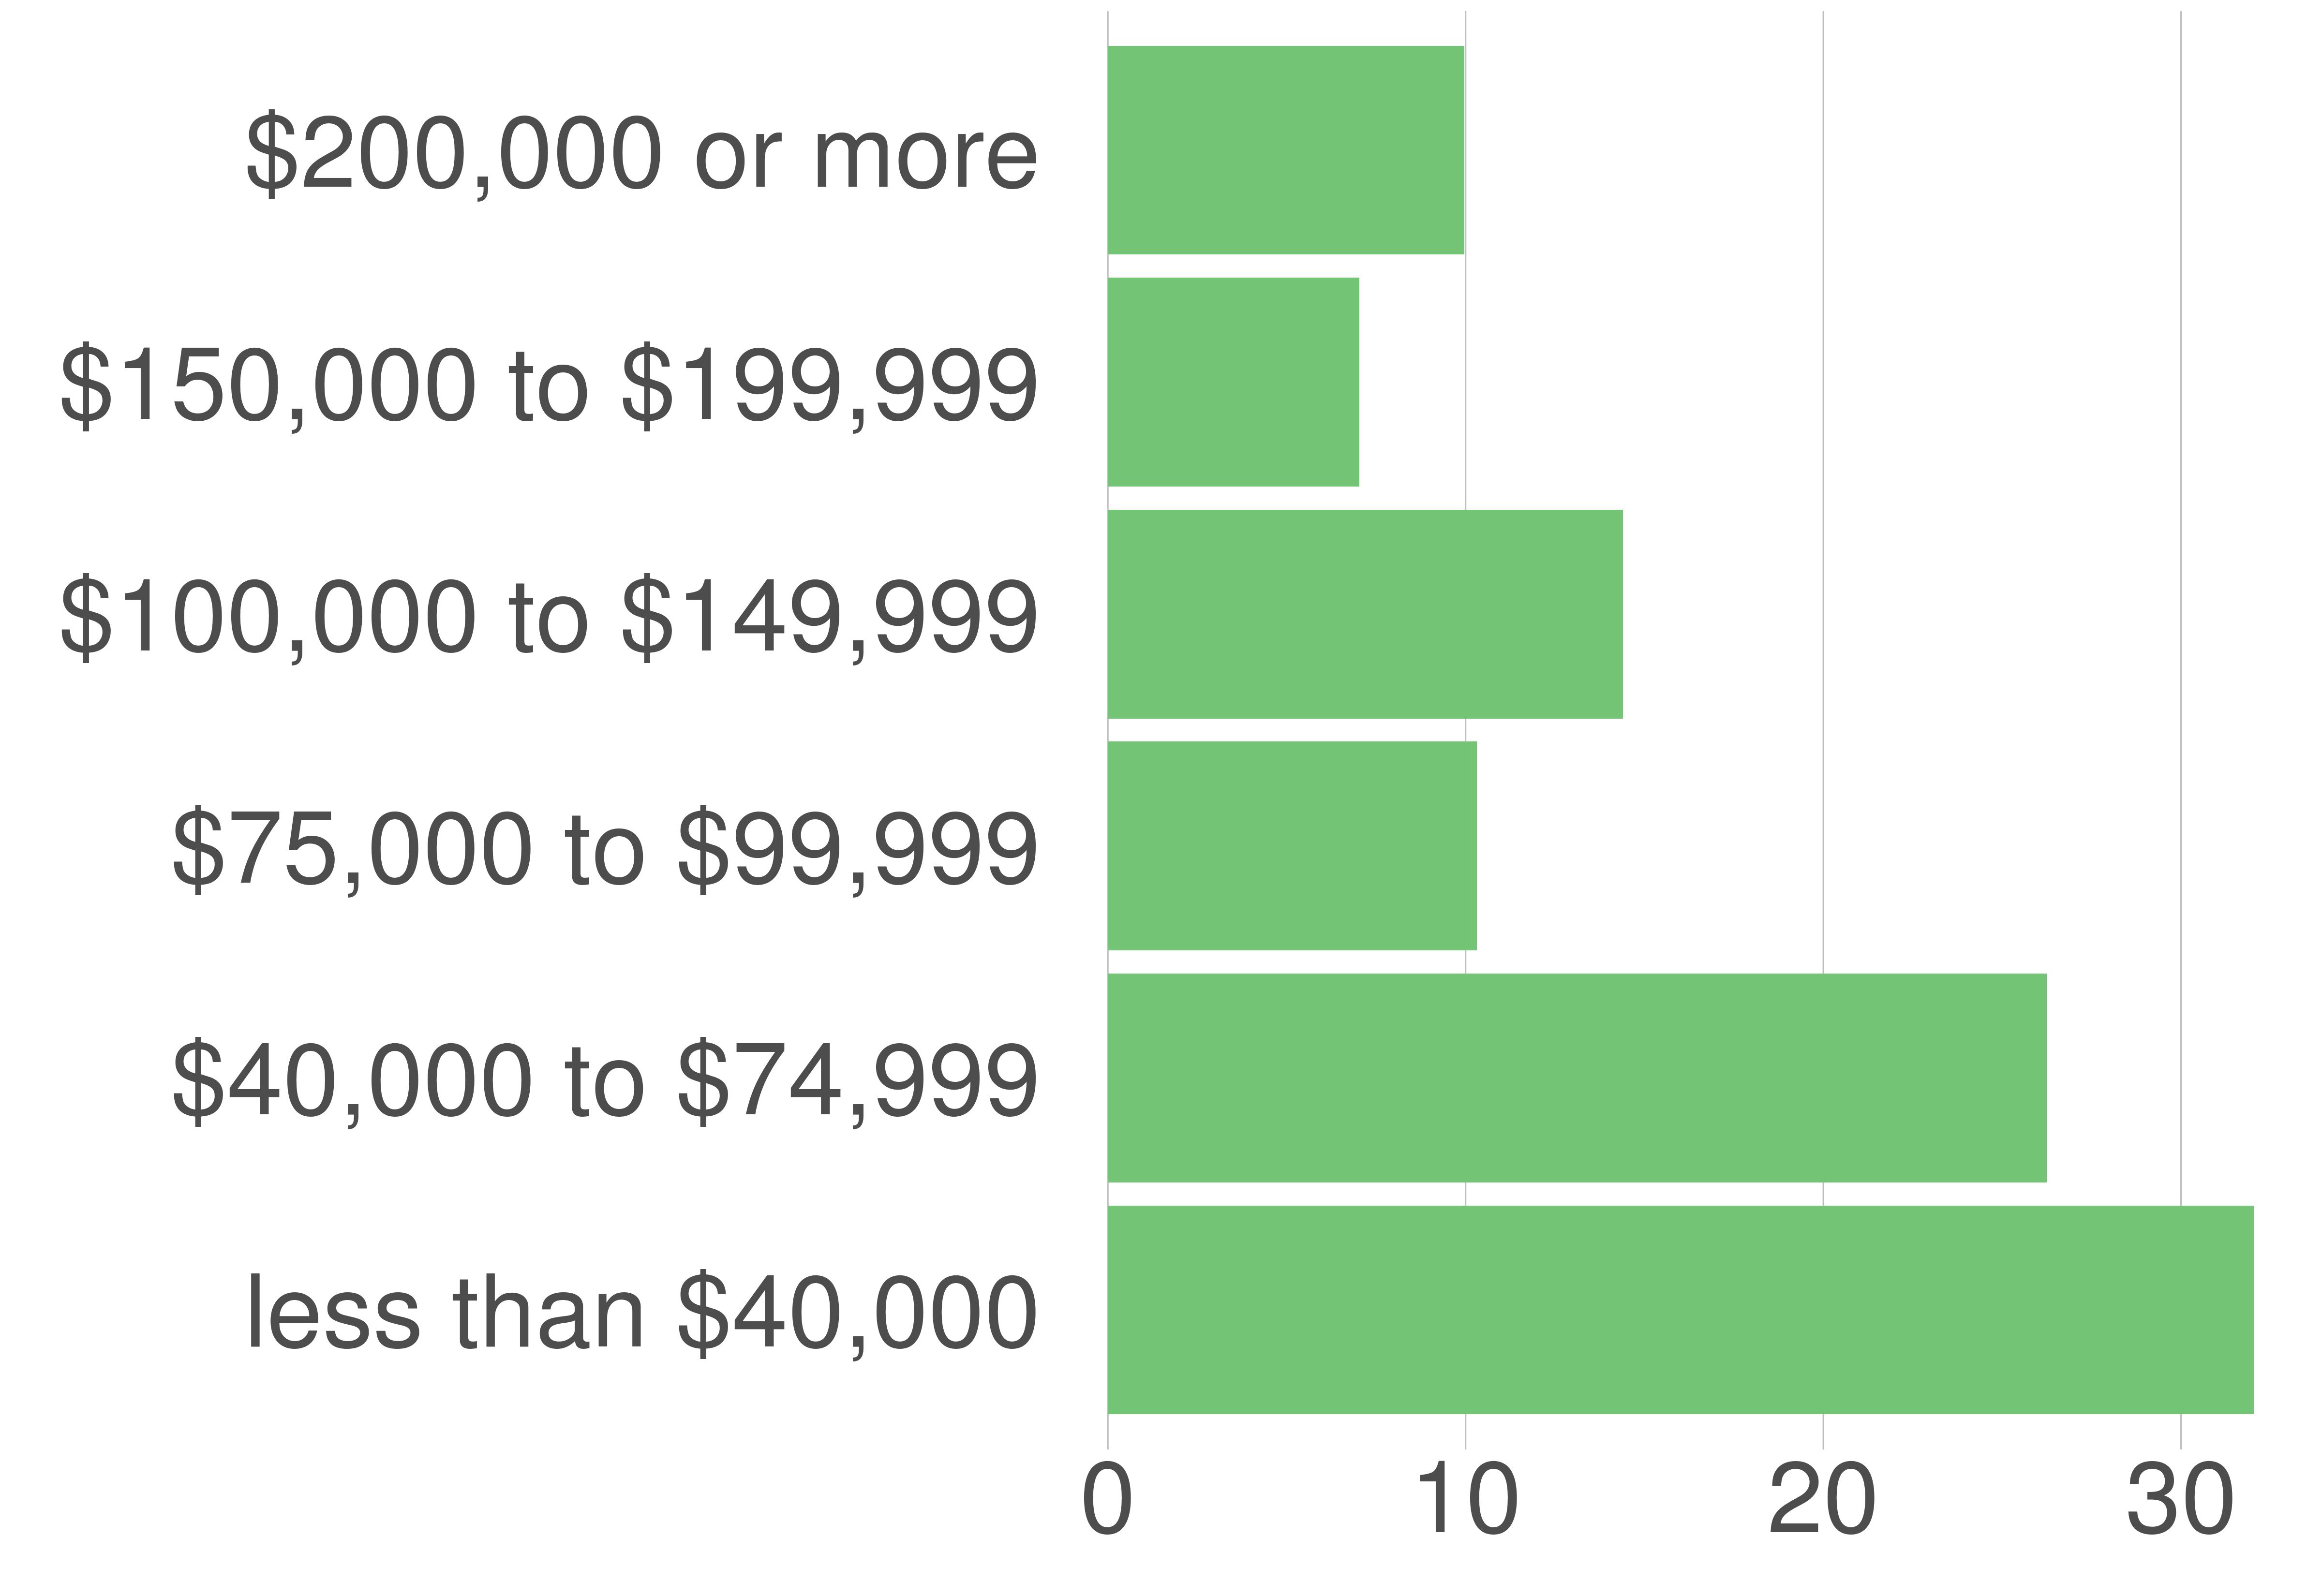 $200,000 or more
$150,000 to $199,999
$100,000 to $149,999
$75,000 to $99,999
$40,000 to $74,999
less than $40,000
0 10 20 30